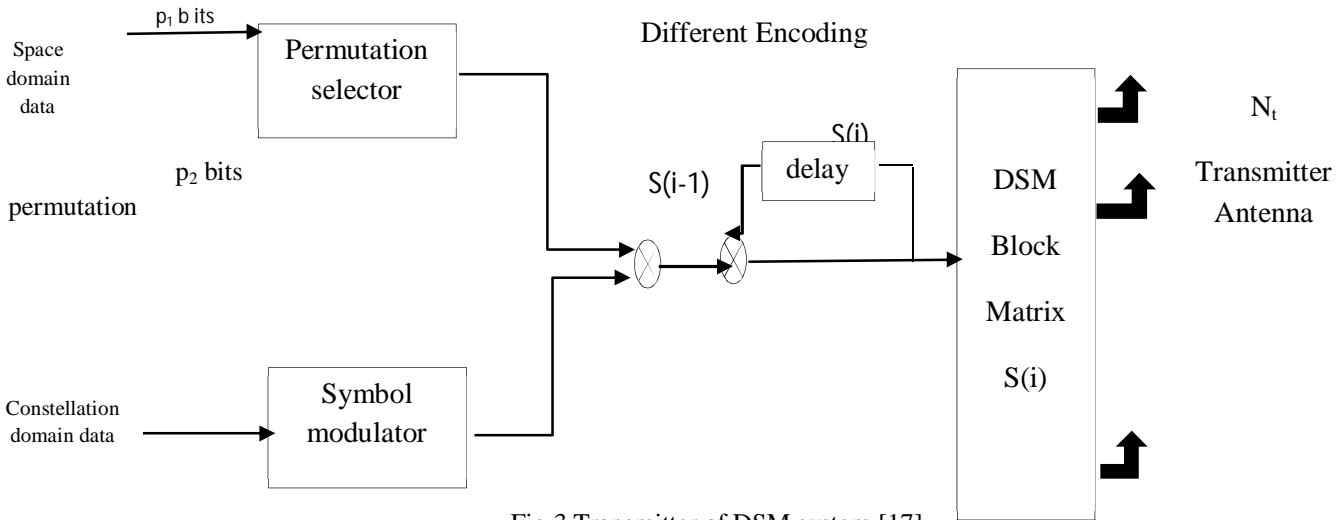 p₁ b its
Space
domain
data
Permutation
selector
Different Encoding
p₂ bits
permutation
S(i)
S(i-1)
delay
DSM
Block
Matrix
S(i)
Nₜ
Transmitter
Antenna
Constellation
domain data
Symbol
modulator
Fig 3 Transmitter of DSM system [17]